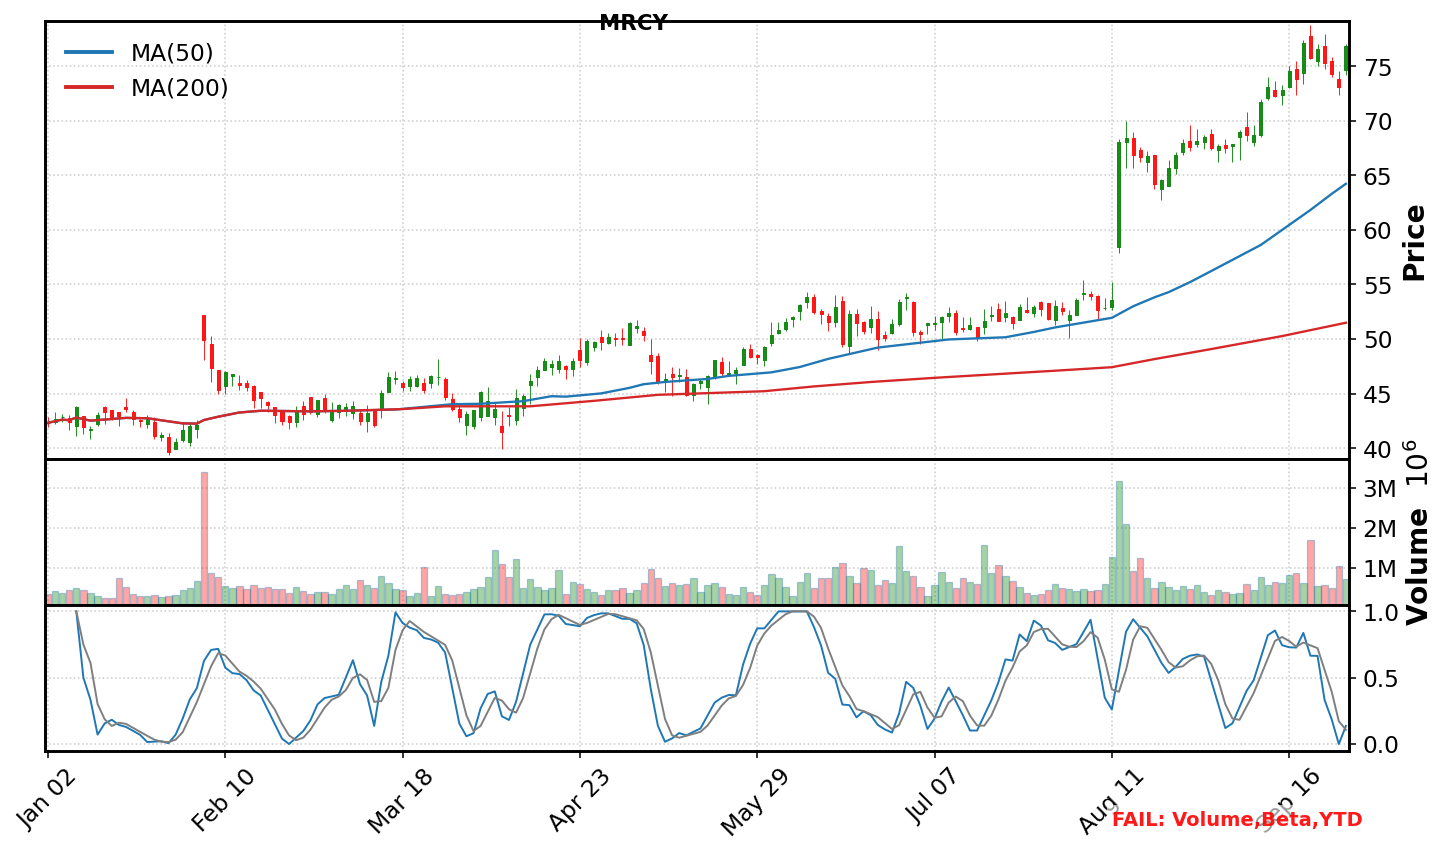 MRCY
MA(50)
MA(200)
75
70
65
60
55
50
45
40
Price
3M
2M
1M
Volume 10^6
1.0
0.5
0.0
Jan 02
Feb 10
Mar 18
Apr 23
May 29
Jul 07
Aug 11
Sep 16
FAIL: Volume,Beta,YTD